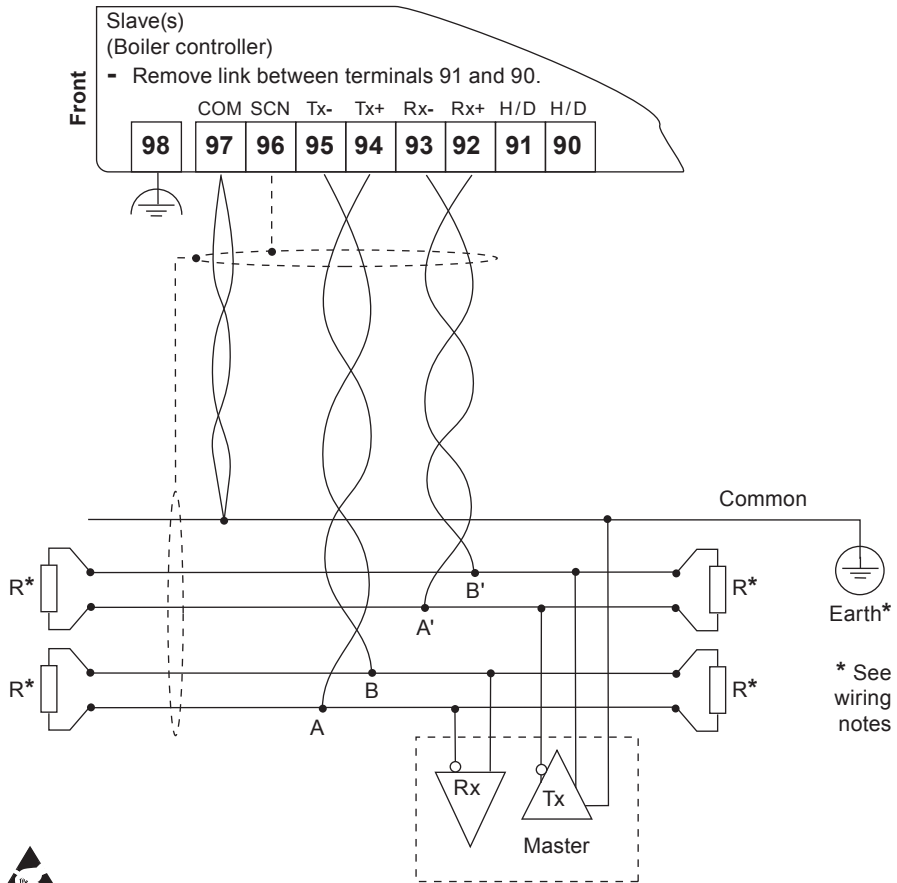 Slave(s)
(Boiler controller)
- Remove link between terminals 91 and 90.
Front
COM SCN Tx- Tx+ Rx- Rx+ H/D H/D
98 97 96 95 94 93 92 91 90
Common
R*
R*
B'
A'
Earth*
R*
R*
B
A
* See
wiring
notes
Rx
Tx
Master